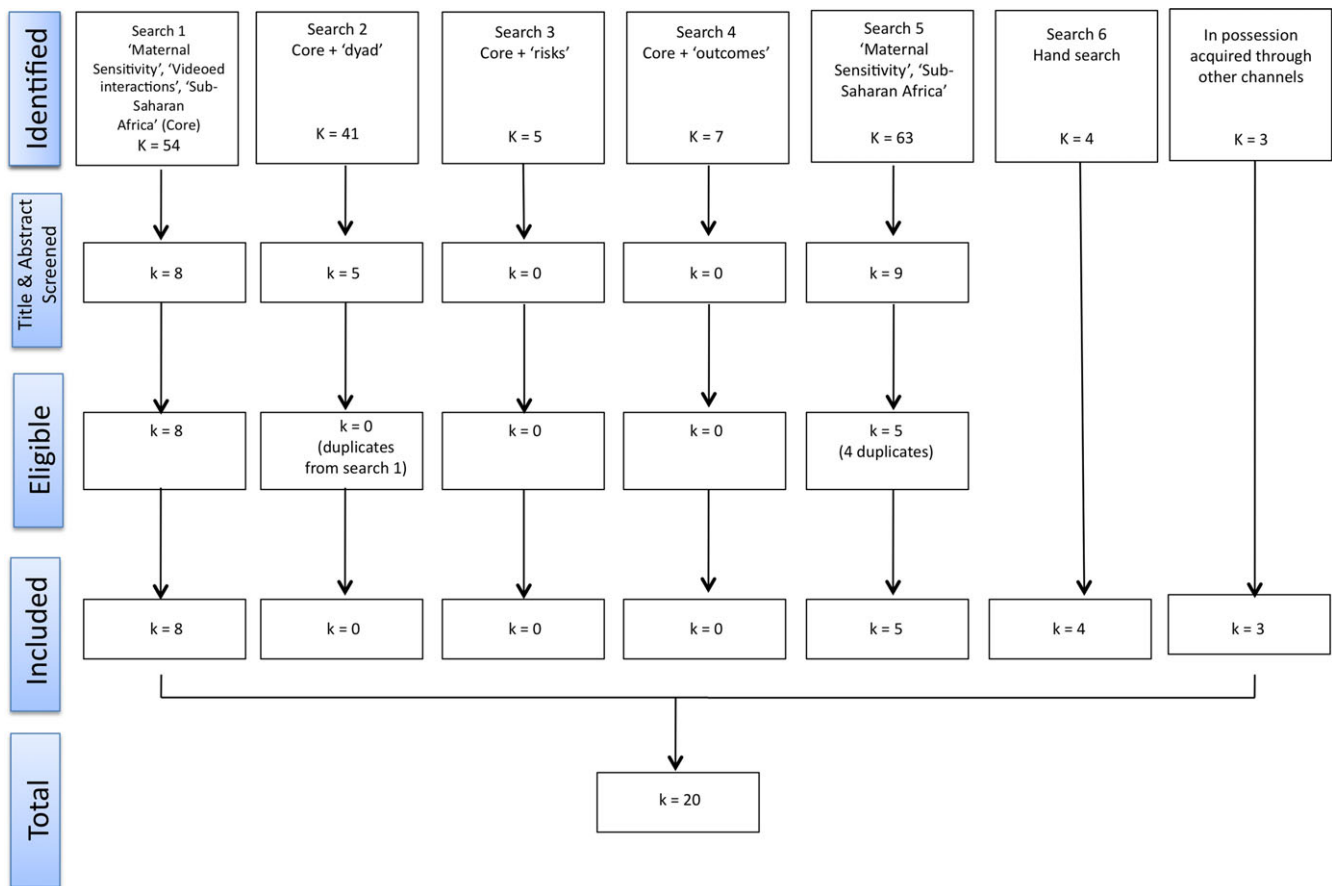 Identified
Search 1
‘Maternal
Sensitivity’, ‘Videoed
interactions’, ‘Sub-
Saharan
Africa’ (Core)
K = 54
Search 2
Core + ‘dyad’
K = 41
Search 3
Core + ‘risks’
K = 5
Search 4
Core + ‘outcomes’
K = 7
Search 5
‘Maternal
Sensitivity’, ‘Sub-
Saharan Africa’
K = 63
Search 6
Hand search
K = 4
In possession
acquired through
other channels
K = 3
Title & Abstract
Screened
k = 8
k = 5
k = 0
k = 0
k = 9
Eligible
k = 8
k = 0
(duplicates
from search 1)
k = 0
k = 0
k = 5
(4 duplicates)
Included
k = 8
k = 0
k = 0
k = 0
k = 5
k = 4
k = 3
Total
k = 20